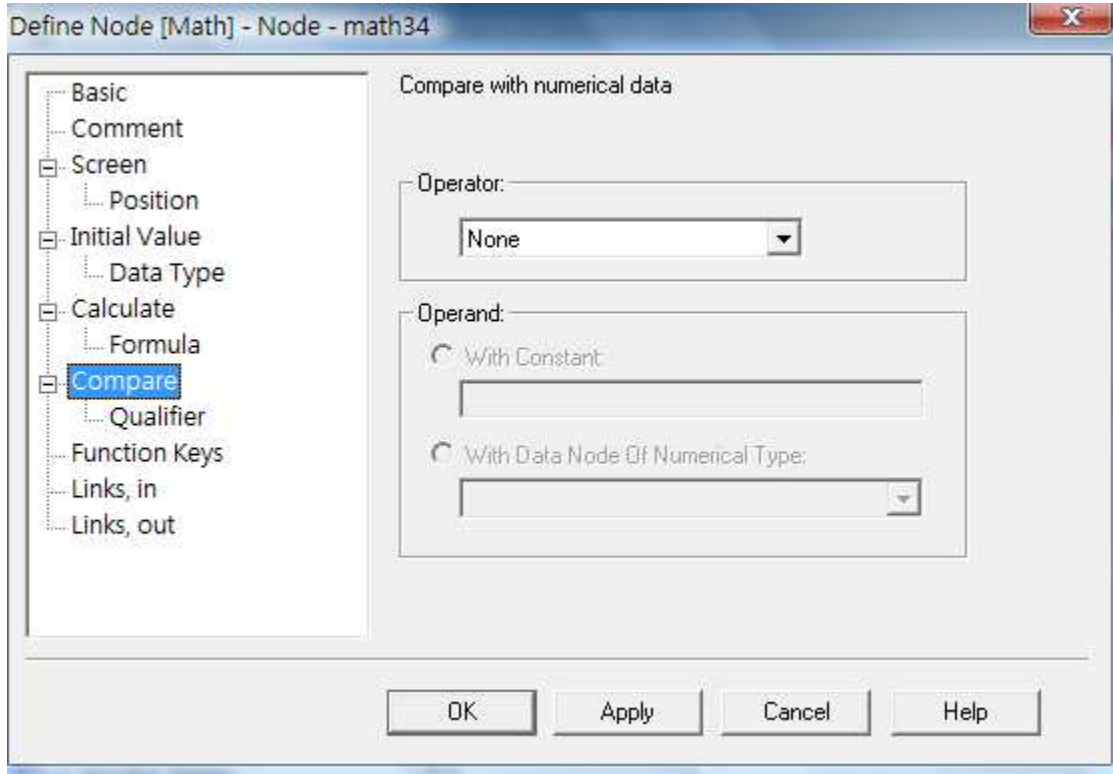 Define Node [Math] - Node - math34
Basic
Comment
Screen
Position
Initial Value
Data Type
Calculate
Formula
Compare
Qualifier
Function Keys
Links, in
Links, out
Compare with numerical data
Operator:
None
Operand:
With Constant:
With Data Node Of Numerical Type:
OK Apply Cancel Help